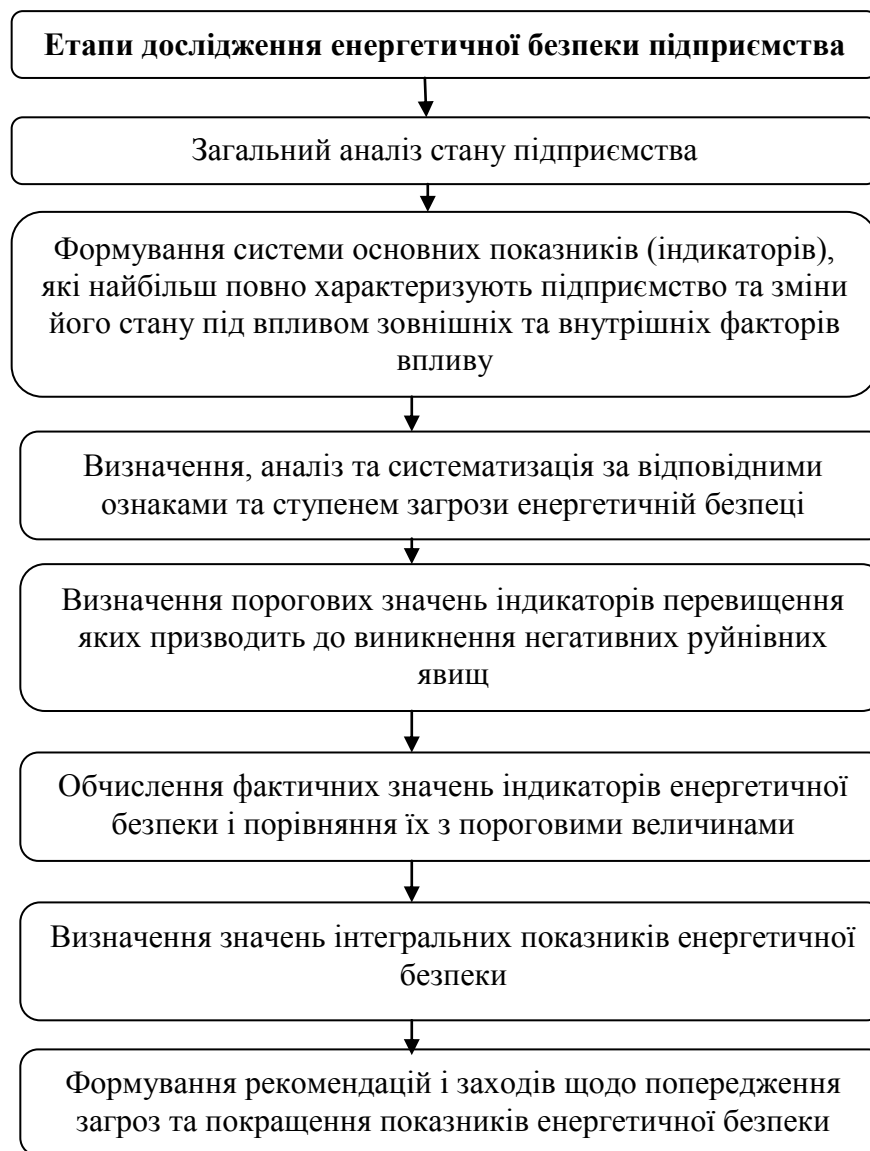 Етапи дослідження енергетичної безпеки підприємства
Загальний аналіз стану підприємства
Формування системи основних показників (індикаторів),
які найбільш повно характеризують підприємство та зміни
його стану під впливом зовнішніх та внутрішніх факторів
впливу
Визначення, аналіз та систематизація за відповідними
ознаками та ступенем загрози енергетичній безпеці
Визначення порогових значень індикаторів перевищення
яких призводить до виникнення негативних руйнівних
явищ
Обчислення фактичних значень індикаторів енергетичної
безпеки і порівняння їх з пороговими величинами
Визначення значень інтегральних показників енергетичної
безпеки
Формування рекомендацій і заходів щодо попередження
загроз та покращення показників енергетичної безпеки